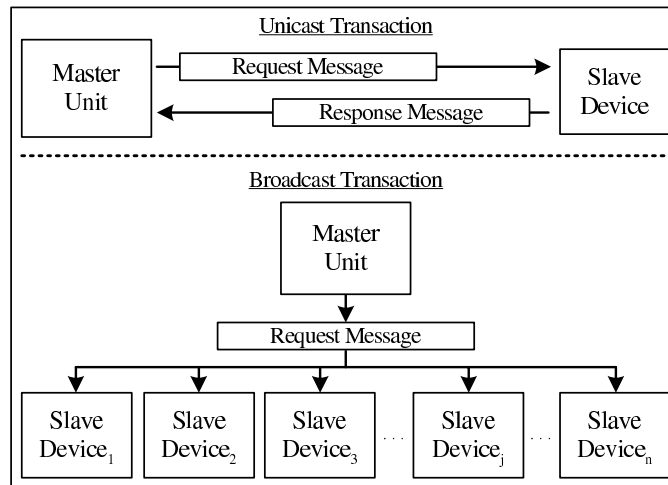 Unicast Transaction
Master
Unit
Request Message
Response Message
Slave
Device
Broadcast Transaction
Master
Unit
Request Message
Slave
Device1
Slave
Device2
Slave
Device3
. . .
Slave
Devicej
. . .
Slave
Devicen